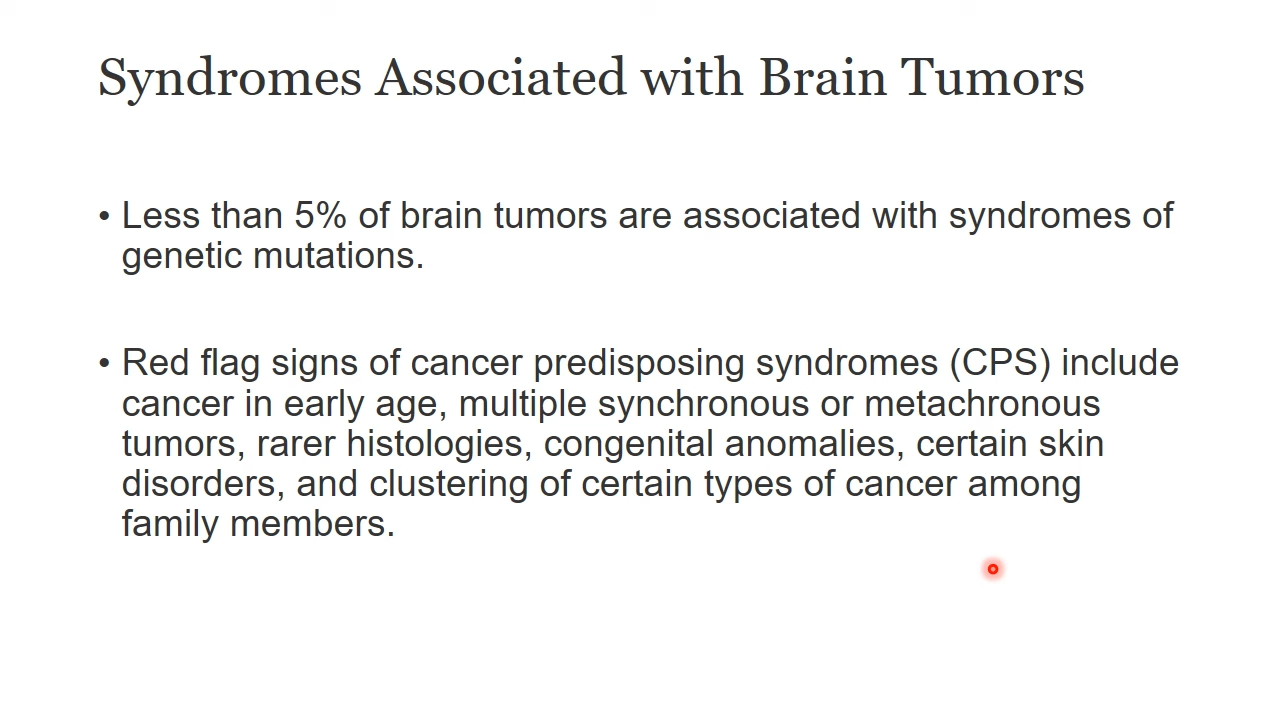 Syndromes Associated with Brain Tumors
• Less than 5% of brain tumors are associated with syndromes of
genetic mutations.
• Red flag signs of cancer predisposing syndromes (CPS) include
cancer in early age, multiple synchronous or metachronous
tumors, rarer histologies, congenital anomalies, certain skin
disorders, and clustering of certain types of cancer among
family members.